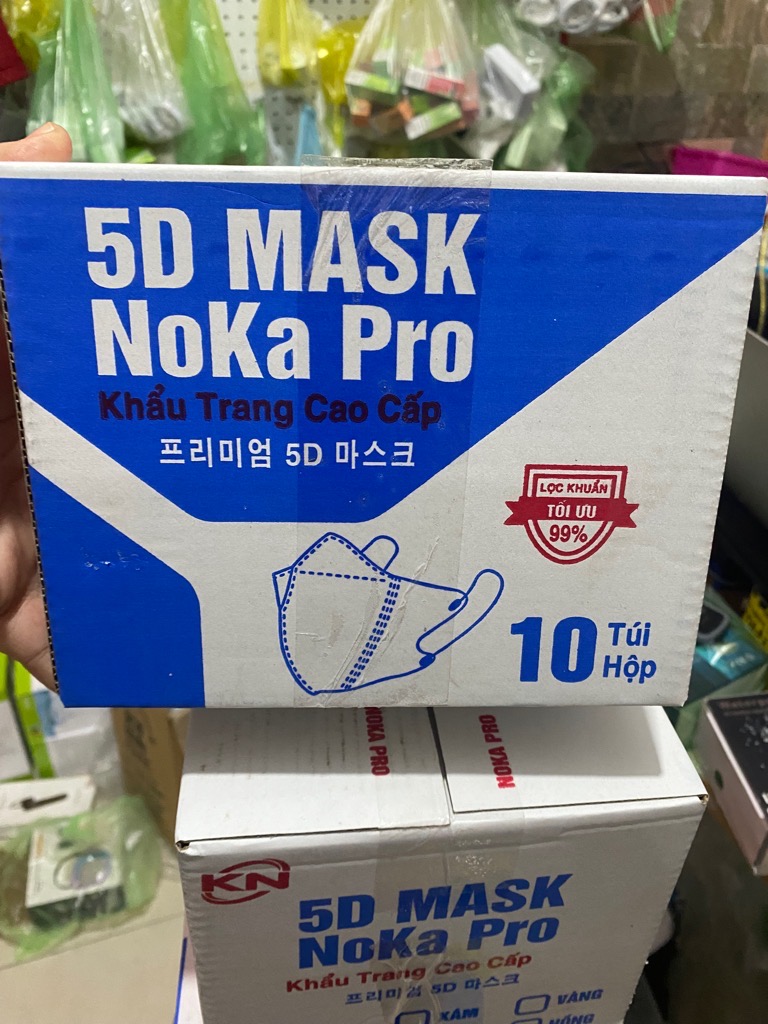 5D MASK
NoKa Pro
Khẩu Trang Cao Cấp
프리미엄 5D 마스크
LỌC KHUẨN
TỐI ƯU
99%
10 Túi
Hộp
NOKA PRO
NOKA PRO
KN
5D MASK
NoKa Pro
Khẩu Trang Cao Cấp
프리미엄 5D 마스크
XÁM
VÀNG
HỒNG